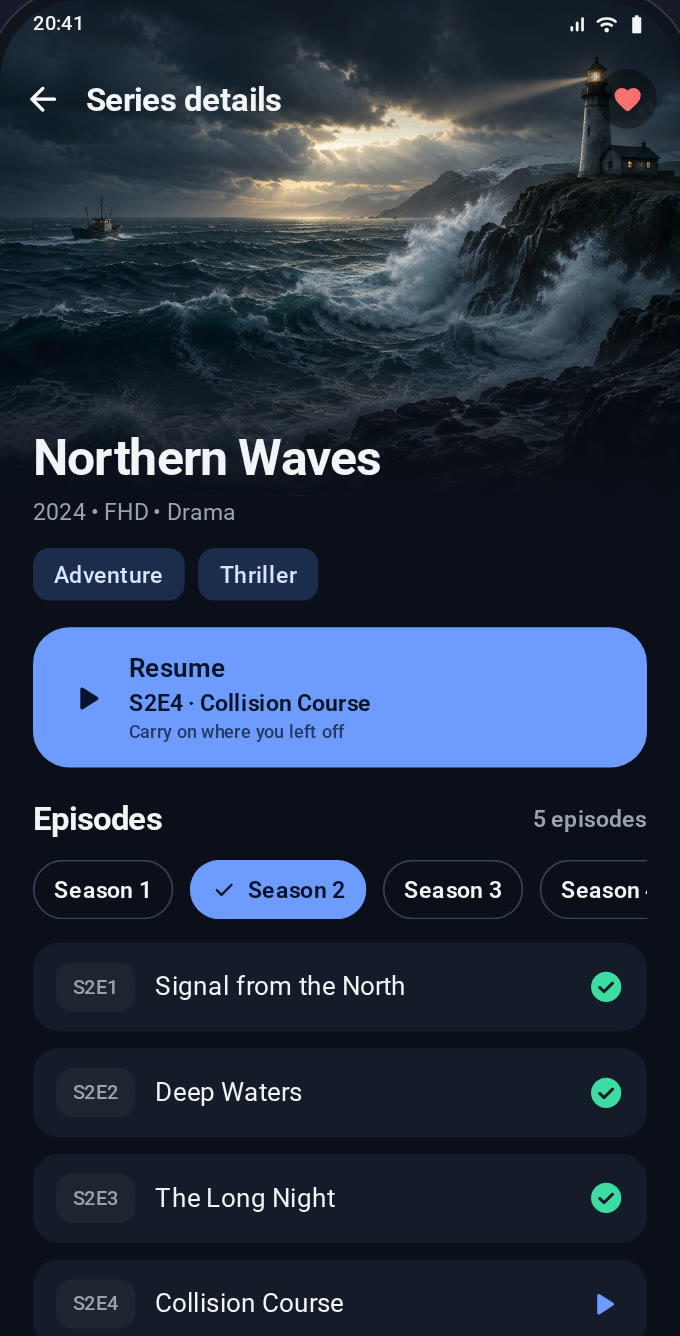 20:41
Series details
Northern Waves
2024 • FHD • Drama
Adventure Thriller
Resume
S2E4 · Collision Course
Carry on where you left off
Episodes 5 episodes
Season 1 Season 2 Season 3 Season
S2E1 Signal from the North
S2E2 Deep Waters
S2E3 The Long Night
S2E4 Collision Course